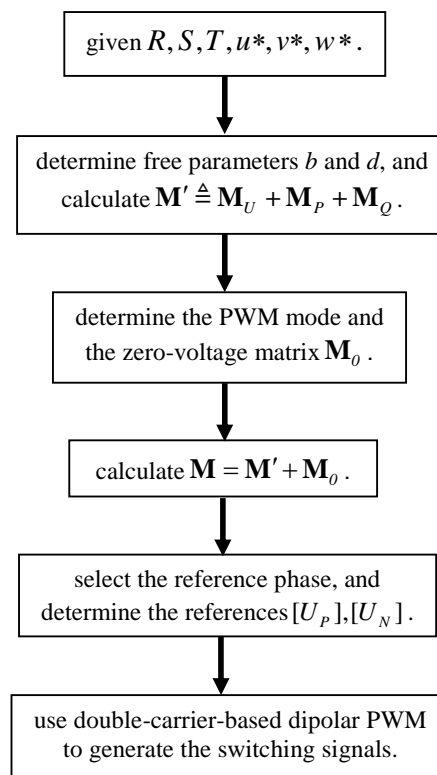 given R, S, T, u*, v*, w* .
determine free parameters b and d, and
calculate M′ ≜ M_U + M_P + M_Q .
determine the PWM mode and
the zero-voltage matrix M_0 .
calculate M = M′ + M_0 .
select the reference phase, and
determine the references [U_P],[U_N] .
use double-carrier-based dipolar PWM
to generate the switching signals.